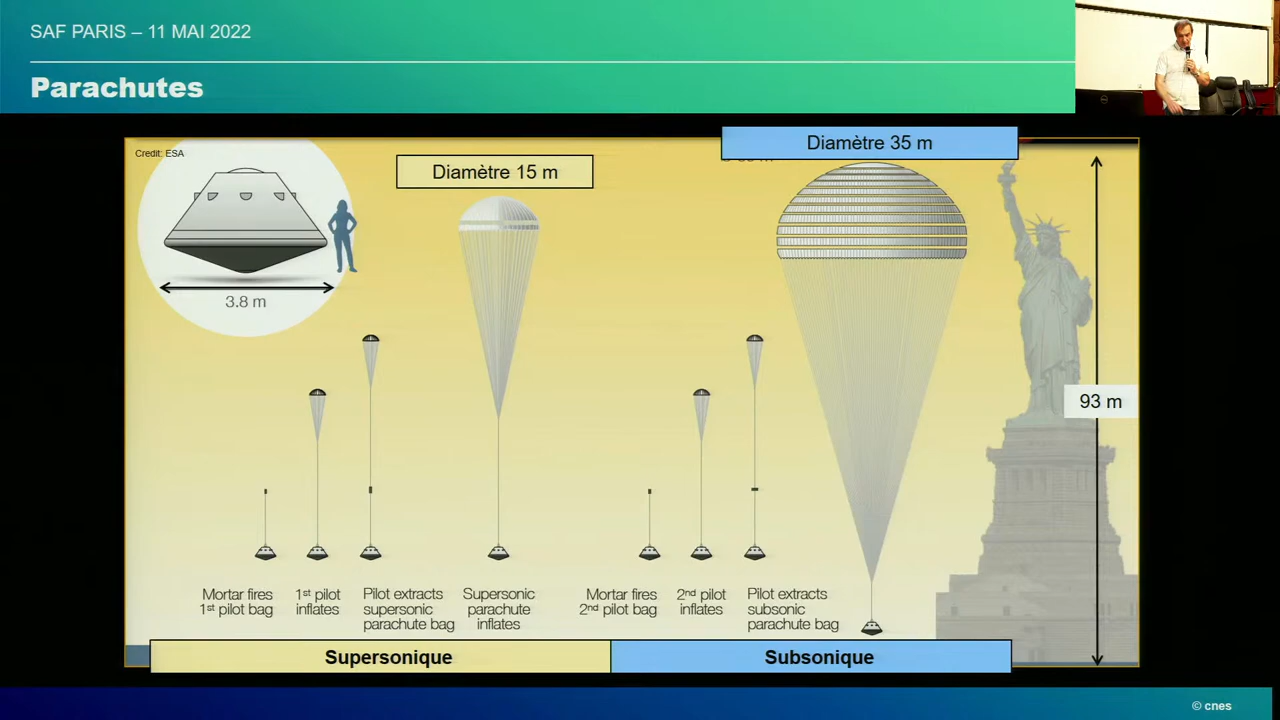 SAF PARIS – 11 MAI 2022
Parachutes
Credit: ESA
Diamètre 15 m
Diamètre 35 m
3.8 m
93 m
Mortar fires
1st pilot bag
1st pilot
inflates
Pilot extracts
supersonic
parachute bag
Supersonic
parachute
inflates
Mortar fires
2nd pilot bag
2nd pilot
inflates
Pilot extracts
subsonic
parachute bag
Supersonique
Subsonique
© cnes